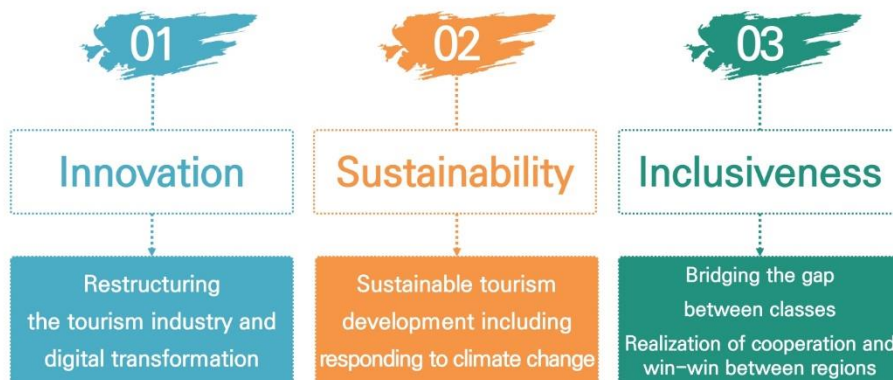 01
Innovation
Restructuring
the tourism industry and
digital transformation
02
Sustainability
Sustainable tourism
development including
responding to climate change
03
Inclusiveness
Bridging the gap
between classes
Realization of cooperation and
win-win between regions